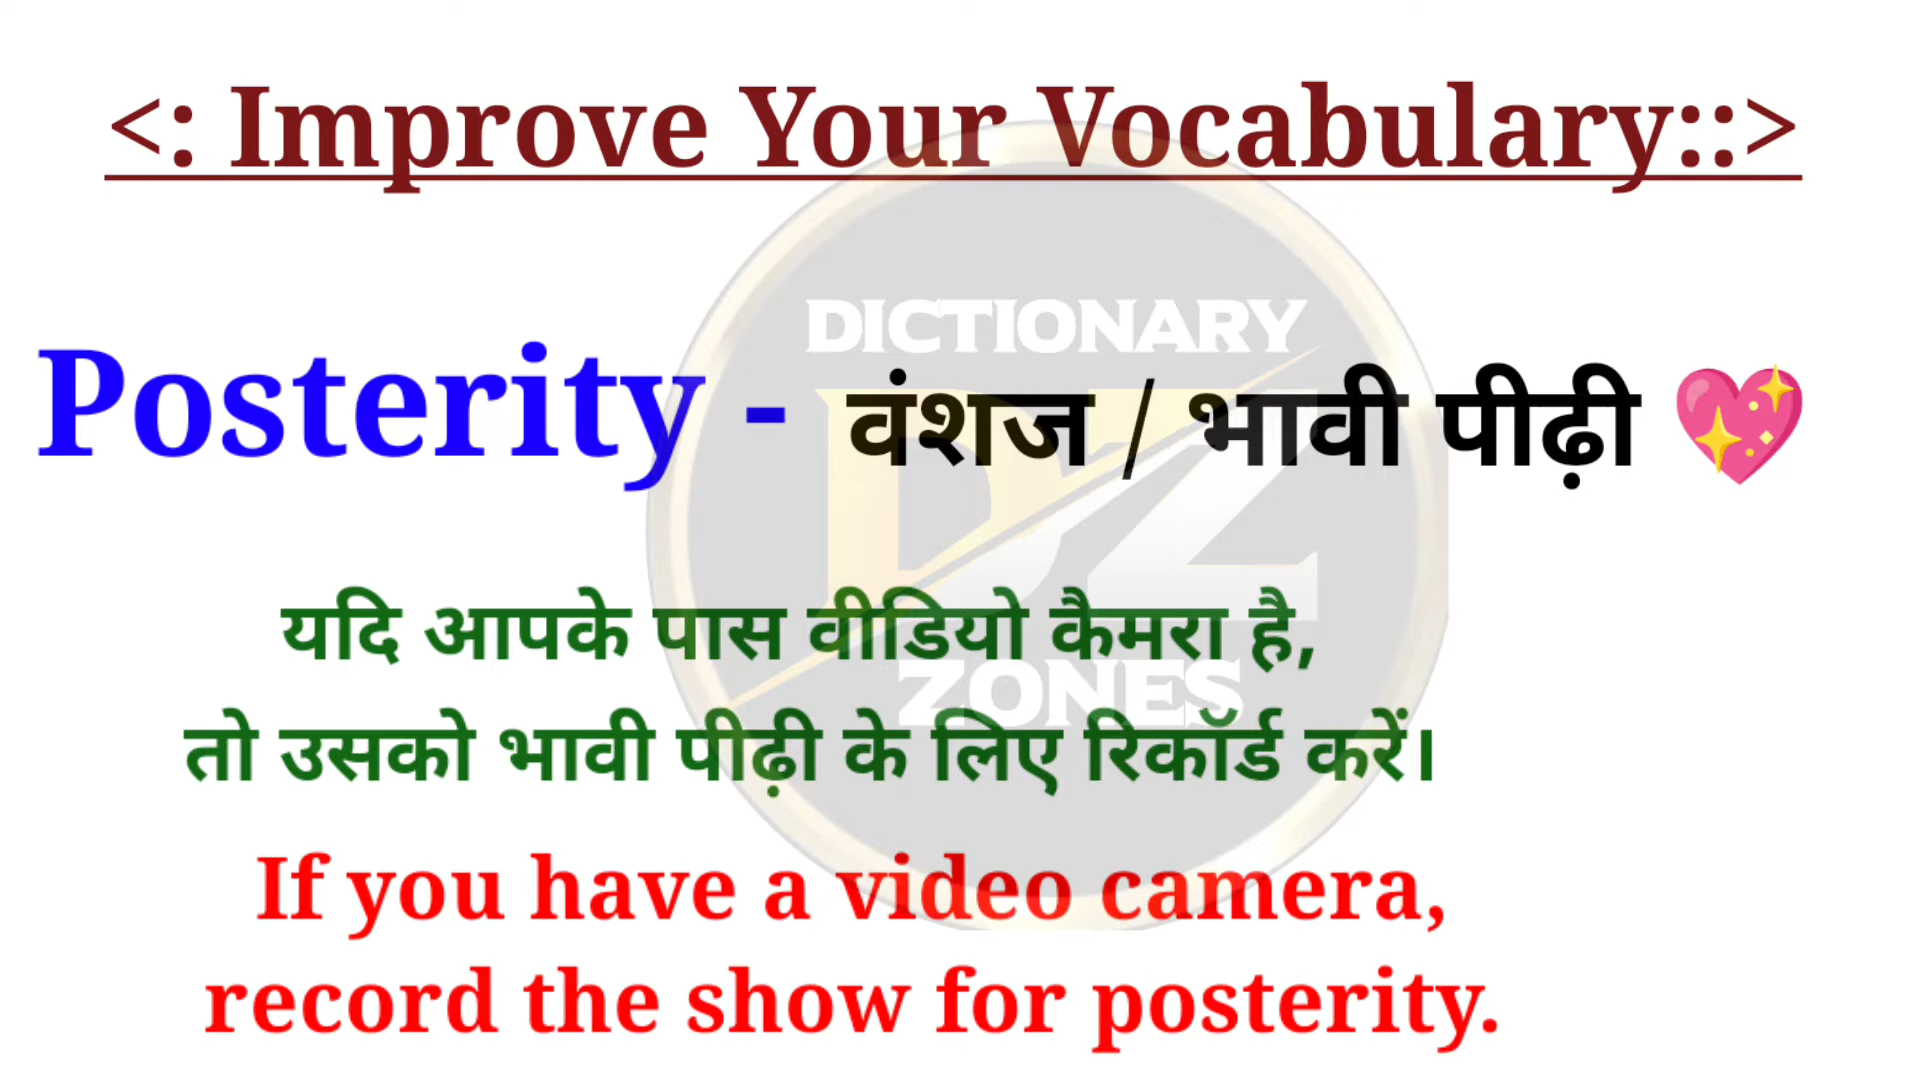 <: Improve Your Vocabulary::>
DICTIONARY
Posterity - वंशज / भावी पीढ़ी 💖
DZ
यदि आपके पास वीडियो कैमरा है,
ZONES
तो उसको भावी पीढ़ी के लिए रिकॉर्ड करें।
If you have a video camera,
record the show for posterity.